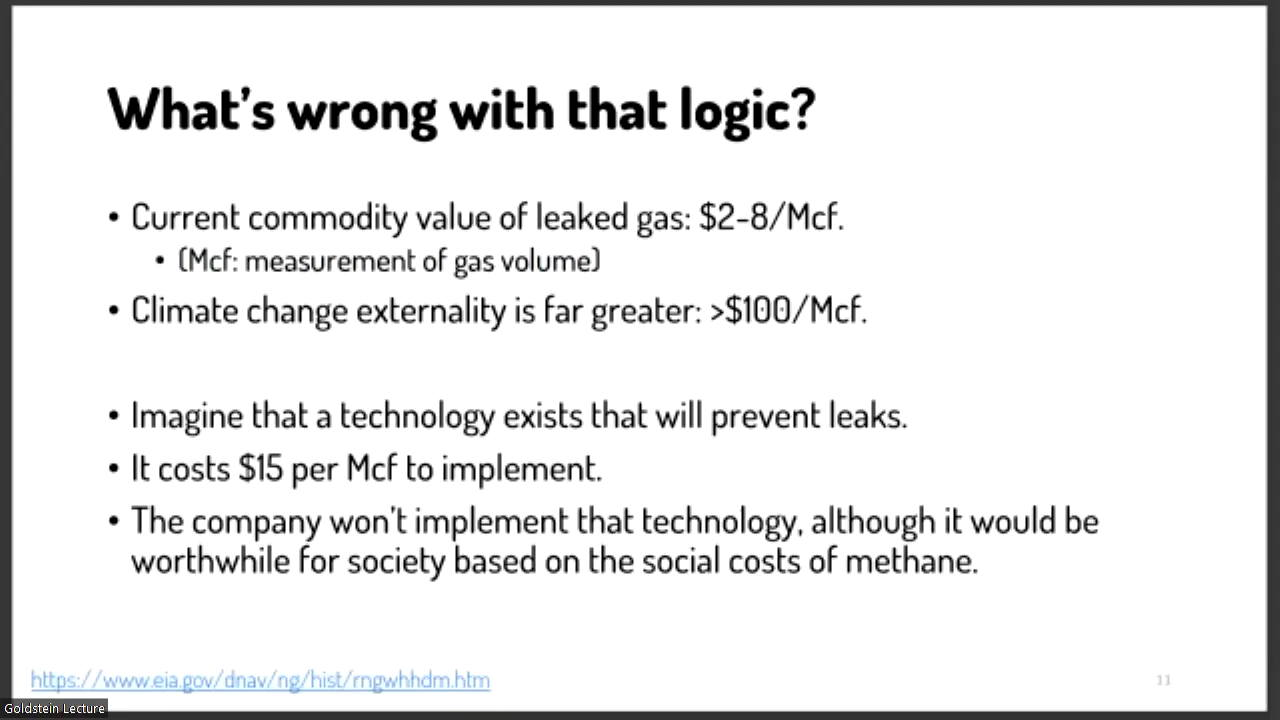 What's wrong with that logic?
• Current commodity value of leaked gas: $2-8/Mcf.
• (Mcf: measurement of gas volume)
• Climate change externality is far greater: >$100/Mcf.
• Imagine that a technology exists that will prevent leaks.
• It costs $15 per Mcf to implement.
• The company won't implement that technology, although it would be
worthwhile for society based on the social costs of methane.
https://www.eia.gov/dnav/ng/hist/rngwhhdm.htm
11
Goldstein Lecture